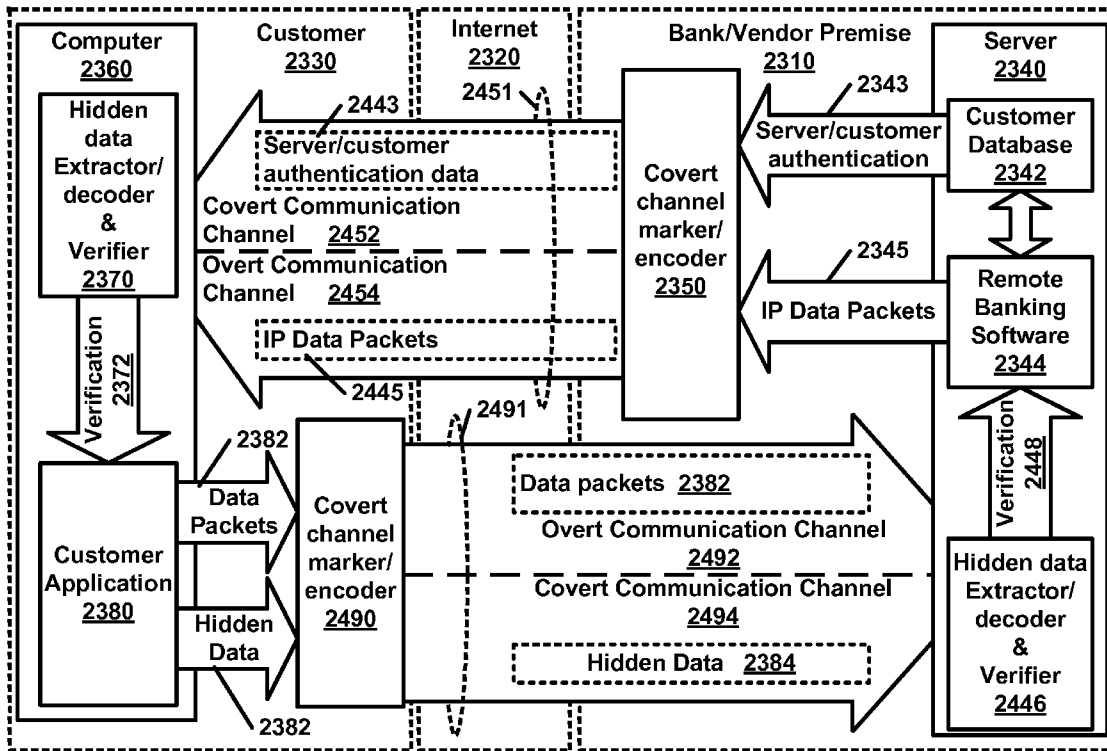 Computer
2360
Customer
2330
Internet
2320
Bank/Vendor Premise
2310
Server
2340
Hidden
data
Extractor/
decoder
&
Verifier
2370
2443
2451
Server/customer
authentication data
Covert Communication
Channel 2452
Overt Communication
Channel 2454
IP Data Packets
2445
Covert
channel
marker/
encoder
2350
2343
Server/customer
authentication
Customer
Database
2342
2345
IP Data Packets
Remote
Banking
Software
2344
Verification
2372
2382
Data
Packets
Customer
Application
2380
Hidden
Data
2382
Covert
channel
marker/
encoder
2490
2491
Data packets 2382
Overt Communication Channel
2492
Covert Communication Channel
2494
Hidden Data 2384
Verification
2448
Hidden data
Extractor/
decoder
&
Verifier
2446